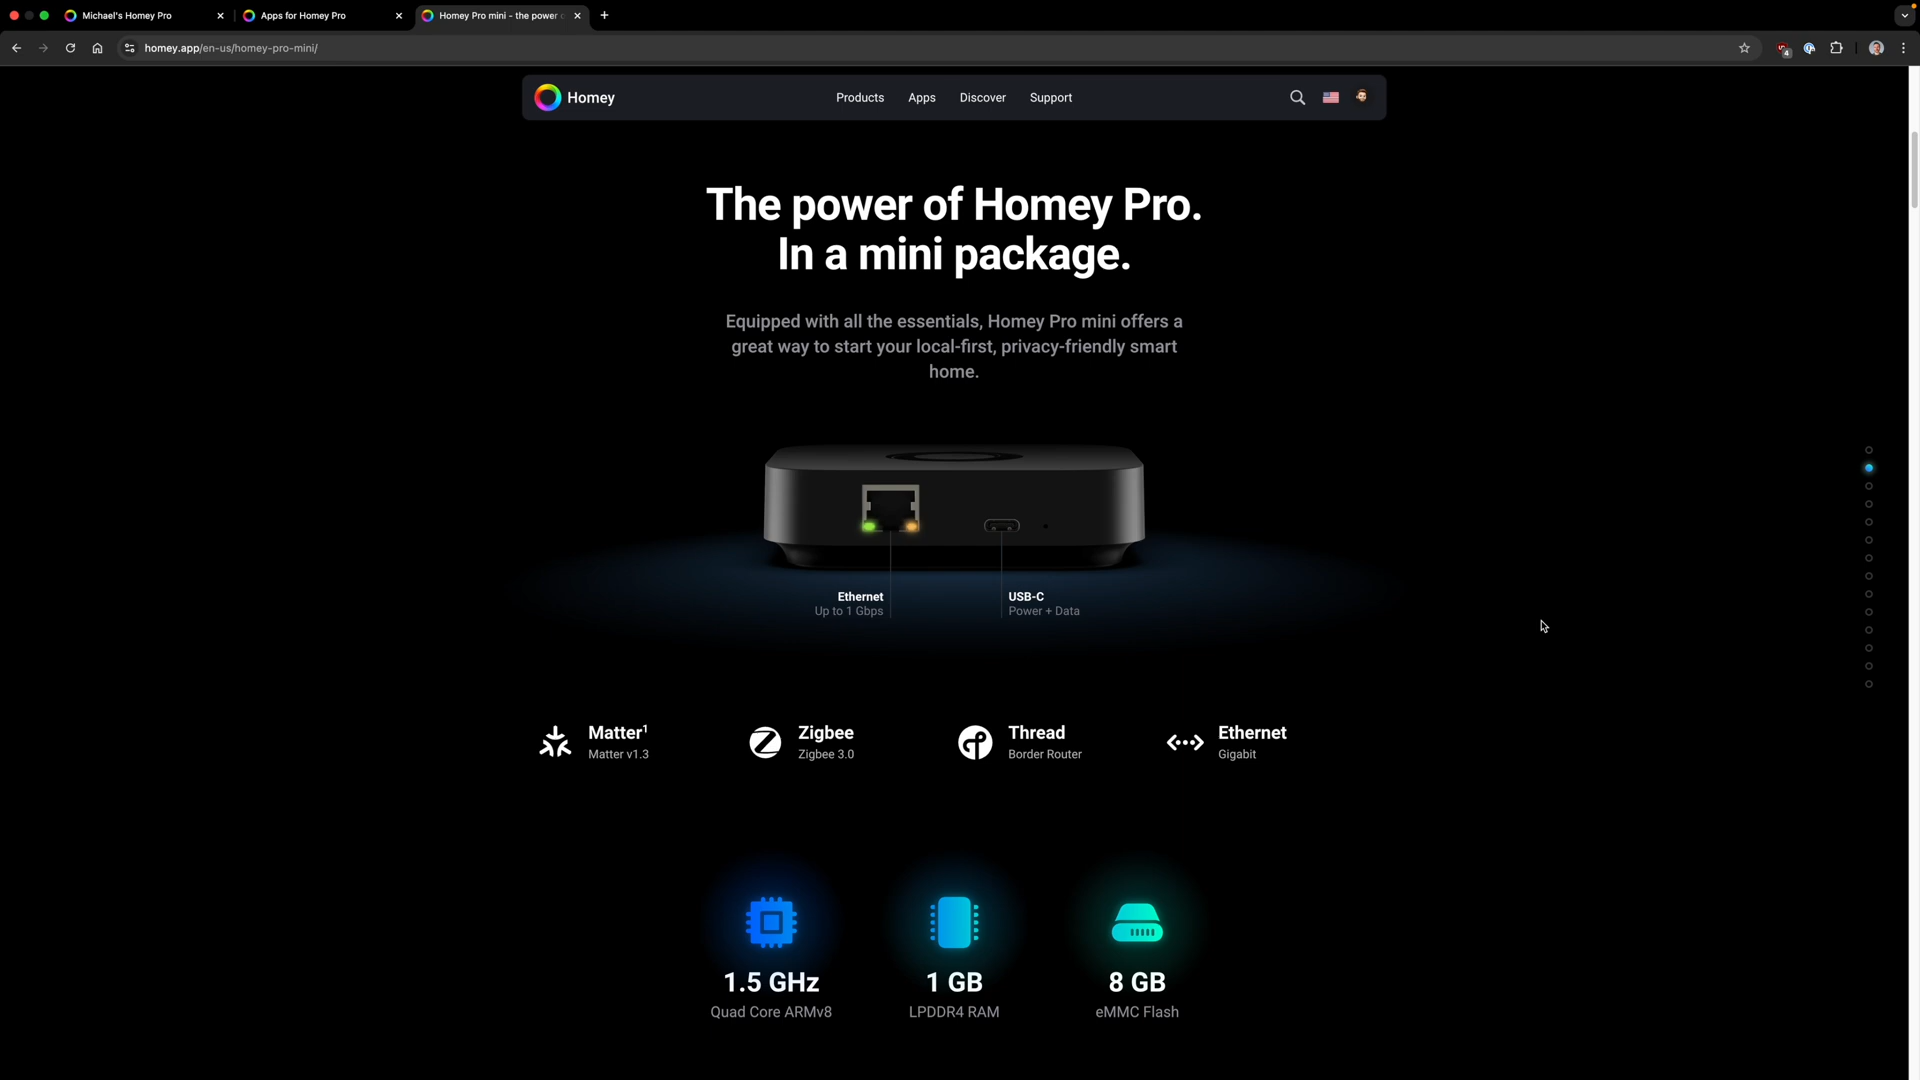 Michael's Homey Pro
Apps for Homey Pro
Homey Pro mini - the power o
homey.app/en-us/homey-pro-mini/
4
Homey
Products
Apps
Discover
Support
The power of Homey Pro.
In a mini package.
Equipped with all the essentials, Homey Pro mini offers a
great way to start your local-first, privacy-friendly smart
home.
Ethernet
Up to 1 Gbps
USB-C
Power + Data
Matter1
Matter v1.3
Zigbee
Zigbee 3.0
Thread
Border Router
Ethernet
Gigabit
1.5 GHz
Quad Core ARMv8
1 GB
LPDDR4 RAM
8 GB
eMMC Flash